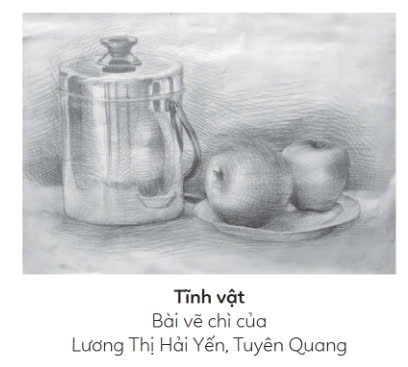 Tĩnh vật
Bài vẽ chì của
Lương Thị Hải Yến, Tuyên Quang